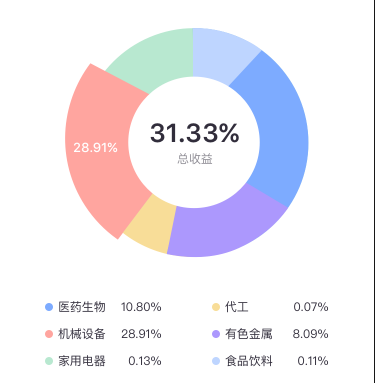 31.33%
总收益
28.91%
医药生物 10.80% 代工 0.07%
机械设备 28.91% 有色金属 8.09%
家用电器 0.13% 食品饮料 0.11%